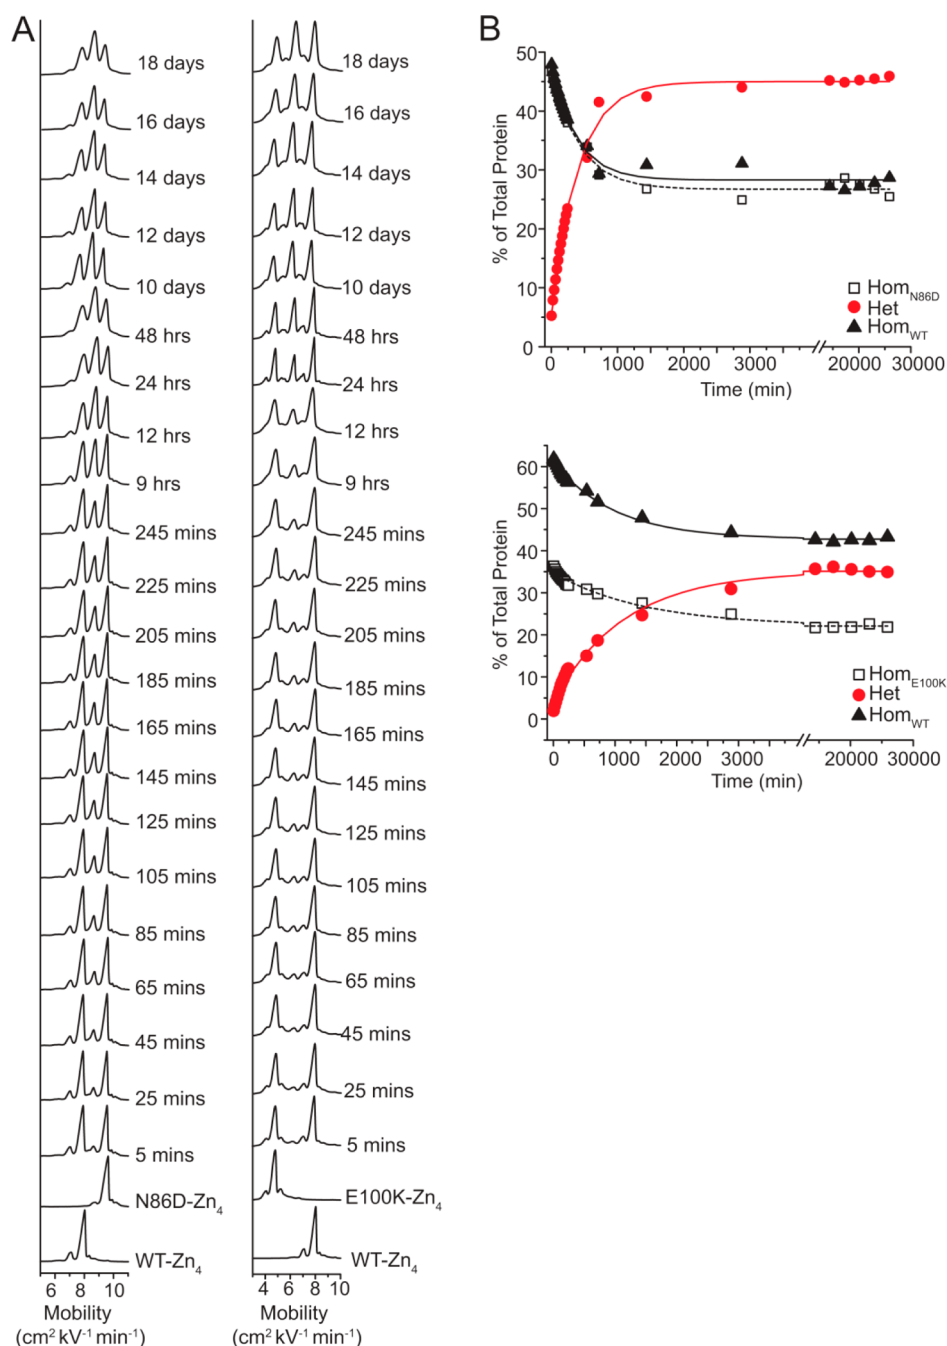 A
18 days
16 days
14 days
12 days
10 days
48 hrs
24 hrs
12 hrs
9 hrs
245 mins
225 mins
205 mins
185 mins
165 mins
145 mins
125 mins
105 mins
85 mins
65 mins
45 mins
25 mins
5 mins
N86D-Zn4
WT-Zn4
6 8 10
Mobility
(cm² kV⁻¹ min⁻¹)
18 days
16 days
14 days
12 days
10 days
48 hrs
24 hrs
12 hrs
9 hrs
245 mins
225 mins
205 mins
185 mins
165 mins
145 mins
125 mins
105 mins
85 mins
65 mins
45 mins
25 mins
5 mins
E100K-Zn4
WT-Zn4
4 6 8 10
Mobility
(cm² kV⁻¹ min⁻¹)
B
% of Total Protein
50
40
30
20
10
0
HomN86D
Het
HomWT
0 1000 2000 3000 20000 30000
Time (min)
% of Total Protein
60
50
40
30
20
10
0
HomE100K
Het
HomWT
0 1000 2000 3000 20000 30000
Time (min)